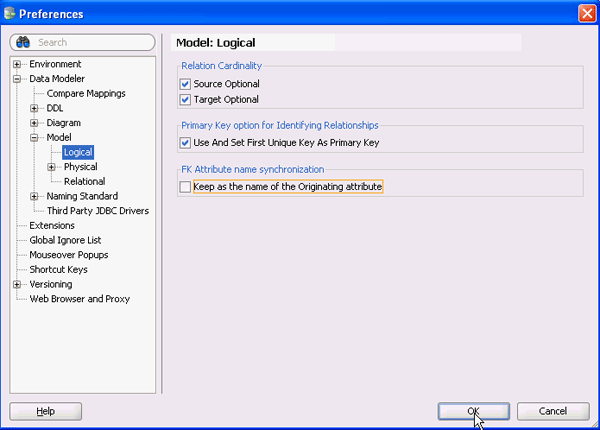 Preferences
Search
Environment
Data Modeler
Compare Mappings
DDL
Diagram
Model
Logical
Physical
Relational
Naming Standard
Third Party JDBC Drivers
Extensions
Global Ignore List
Mouseover Popups
Shortcut Keys
Versioning
Web Browser and Proxy
Model: Logical
Relation Cardinality
Source Optional
Target Optional
Primary Key option for Identifying Relationships
Use And Set First Unique Key As Primary Key
FK Attribute name synchronization
Keep as the name of the Originating attribute
Help
OK
Cancel